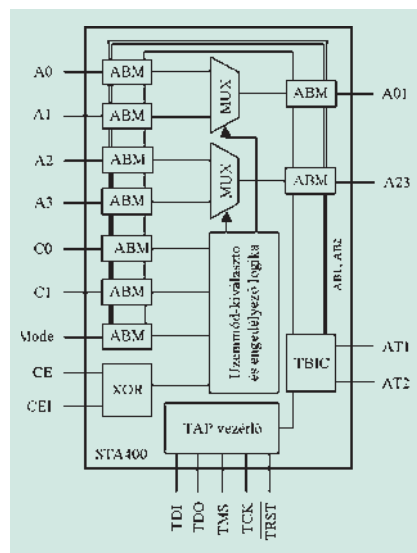 A0
ABM
ABM
A01
MUX
A1
ABM
A2
ABM
ABM
A23
MUX
A3
ABM
C0
ABM
Üzemmód-kiválasztó
és engedélyező logika
AB1, AB2
C1
ABM
Mode
ABM
TBIC
AT1
AT2
CE
XOR
CEI
TAP vezérlő
STA400
TDI
TDO
TMS
TCK
TRST